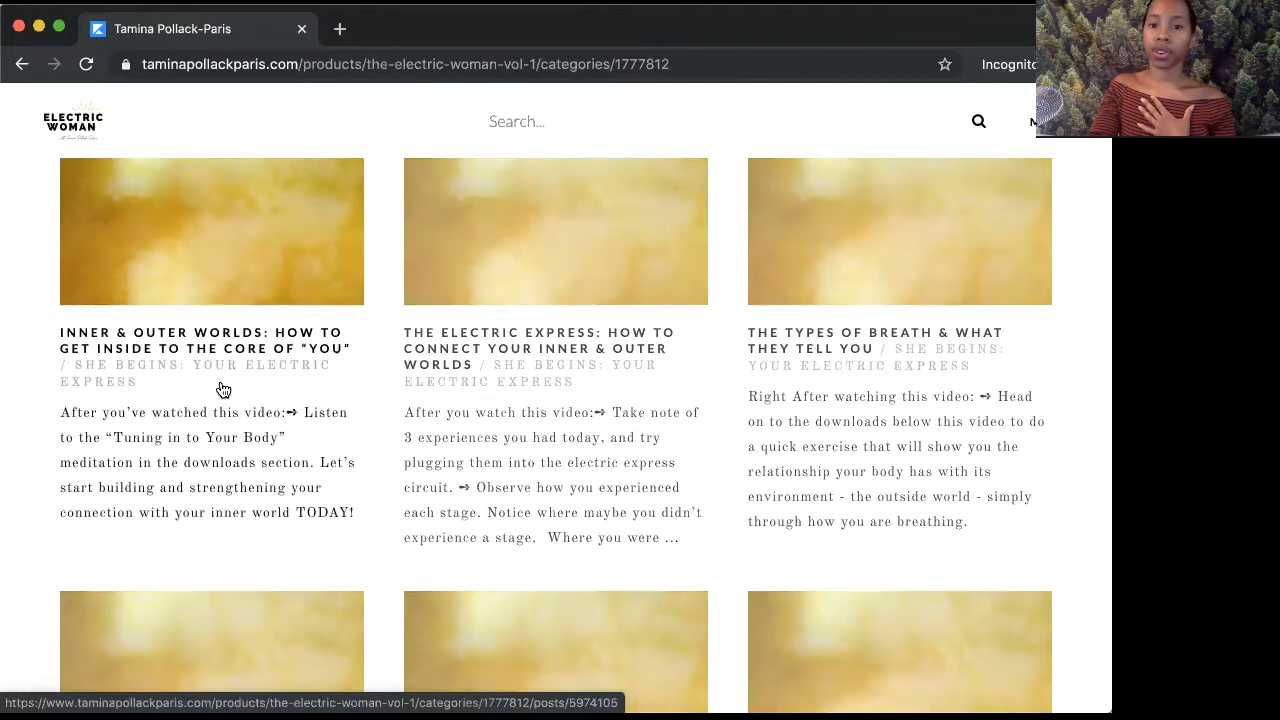 Tamina Pollack-Paris
taminapollackparis.com/products/the-electric-woman-vol-1/categories/1777812
Incognito
ELECTRIC
WOMAN
Search...
M
INNER & OUTER WORLDS: HOW TO
GET INSIDE TO THE CORE OF “YOU”
/ SHE BEGINS: YOUR ELECTRIC
EXPRESS
After you’ve watched this video:➺ Listen
to the “Tuning in to Your Body”
meditation in the downloads section. Let’s
start building and strengthening your
connection with your inner world TODAY!
THE ELECTRIC EXPRESS: HOW TO
CONNECT YOUR INNER & OUTER
WORLDS / SHE BEGINS: YOUR
ELECTRIC EXPRESS
After you watch this video:➺ Take note of
3 experiences you had today, and try
plugging them into the electric express
circuit. ➺ Observe how you experienced
each stage. Notice where maybe you didn’t
experience a stage.  Where you were ...
THE TYPES OF BREATH & WHAT
THEY TELL YOU / SHE BEGINS:
YOUR ELECTRIC EXPRESS
Right After watching this video: ➺ Head
on to the downloads below this video to do
a quick exercise that will show you the
relationship your body has with its
environment - the outside world - simply
through how you are breathing.
https://www.taminapollackparis.com/products/the-electric-woman-vol-1/categories/1777812/posts/5974105